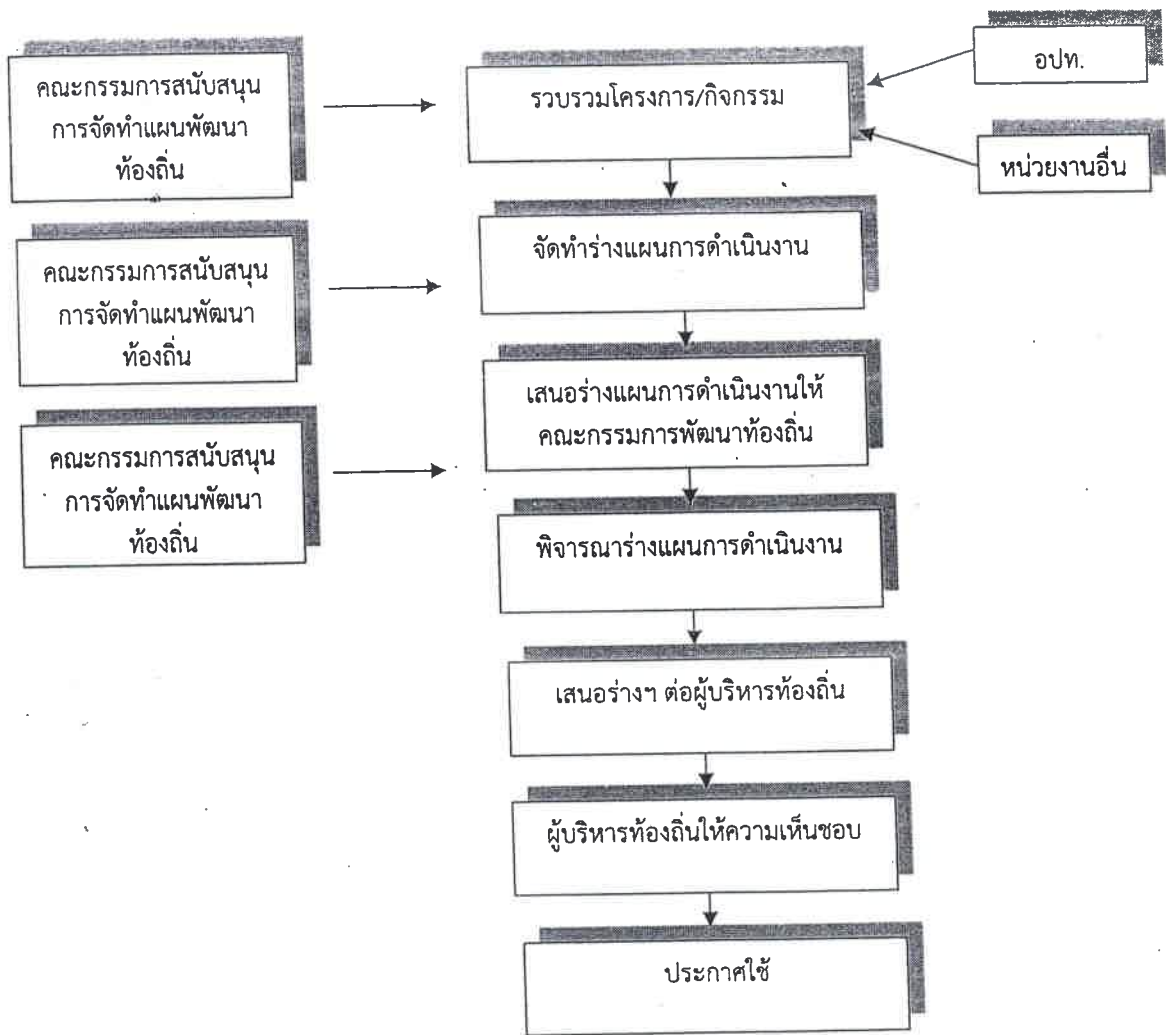 อปท.
คณะกรรมการสนับสนุน
การจัดทำแผนพัฒนา
ท้องถิ่น
รวบรวมโครงการ/กิจกรรม
หน่วยงานอื่น
คณะกรรมการสนับสนุน
การจัดทำแผนพัฒนา
ท้องถิ่น
จัดทำร่างแผนการดำเนินงาน
เสนอร่างแผนการดำเนินงานให้
คณะกรรมการพัฒนาท้องถิ่น
คณะกรรมการสนับสนุน
การจัดทำแผนพัฒนา
ท้องถิ่น
พิจารณาร่างแผนการดำเนินงาน
เสนอร่างฯ ต่อผู้บริหารท้องถิ่น
ผู้บริหารท้องถิ่นให้ความเห็นชอบ
ประกาศใช้